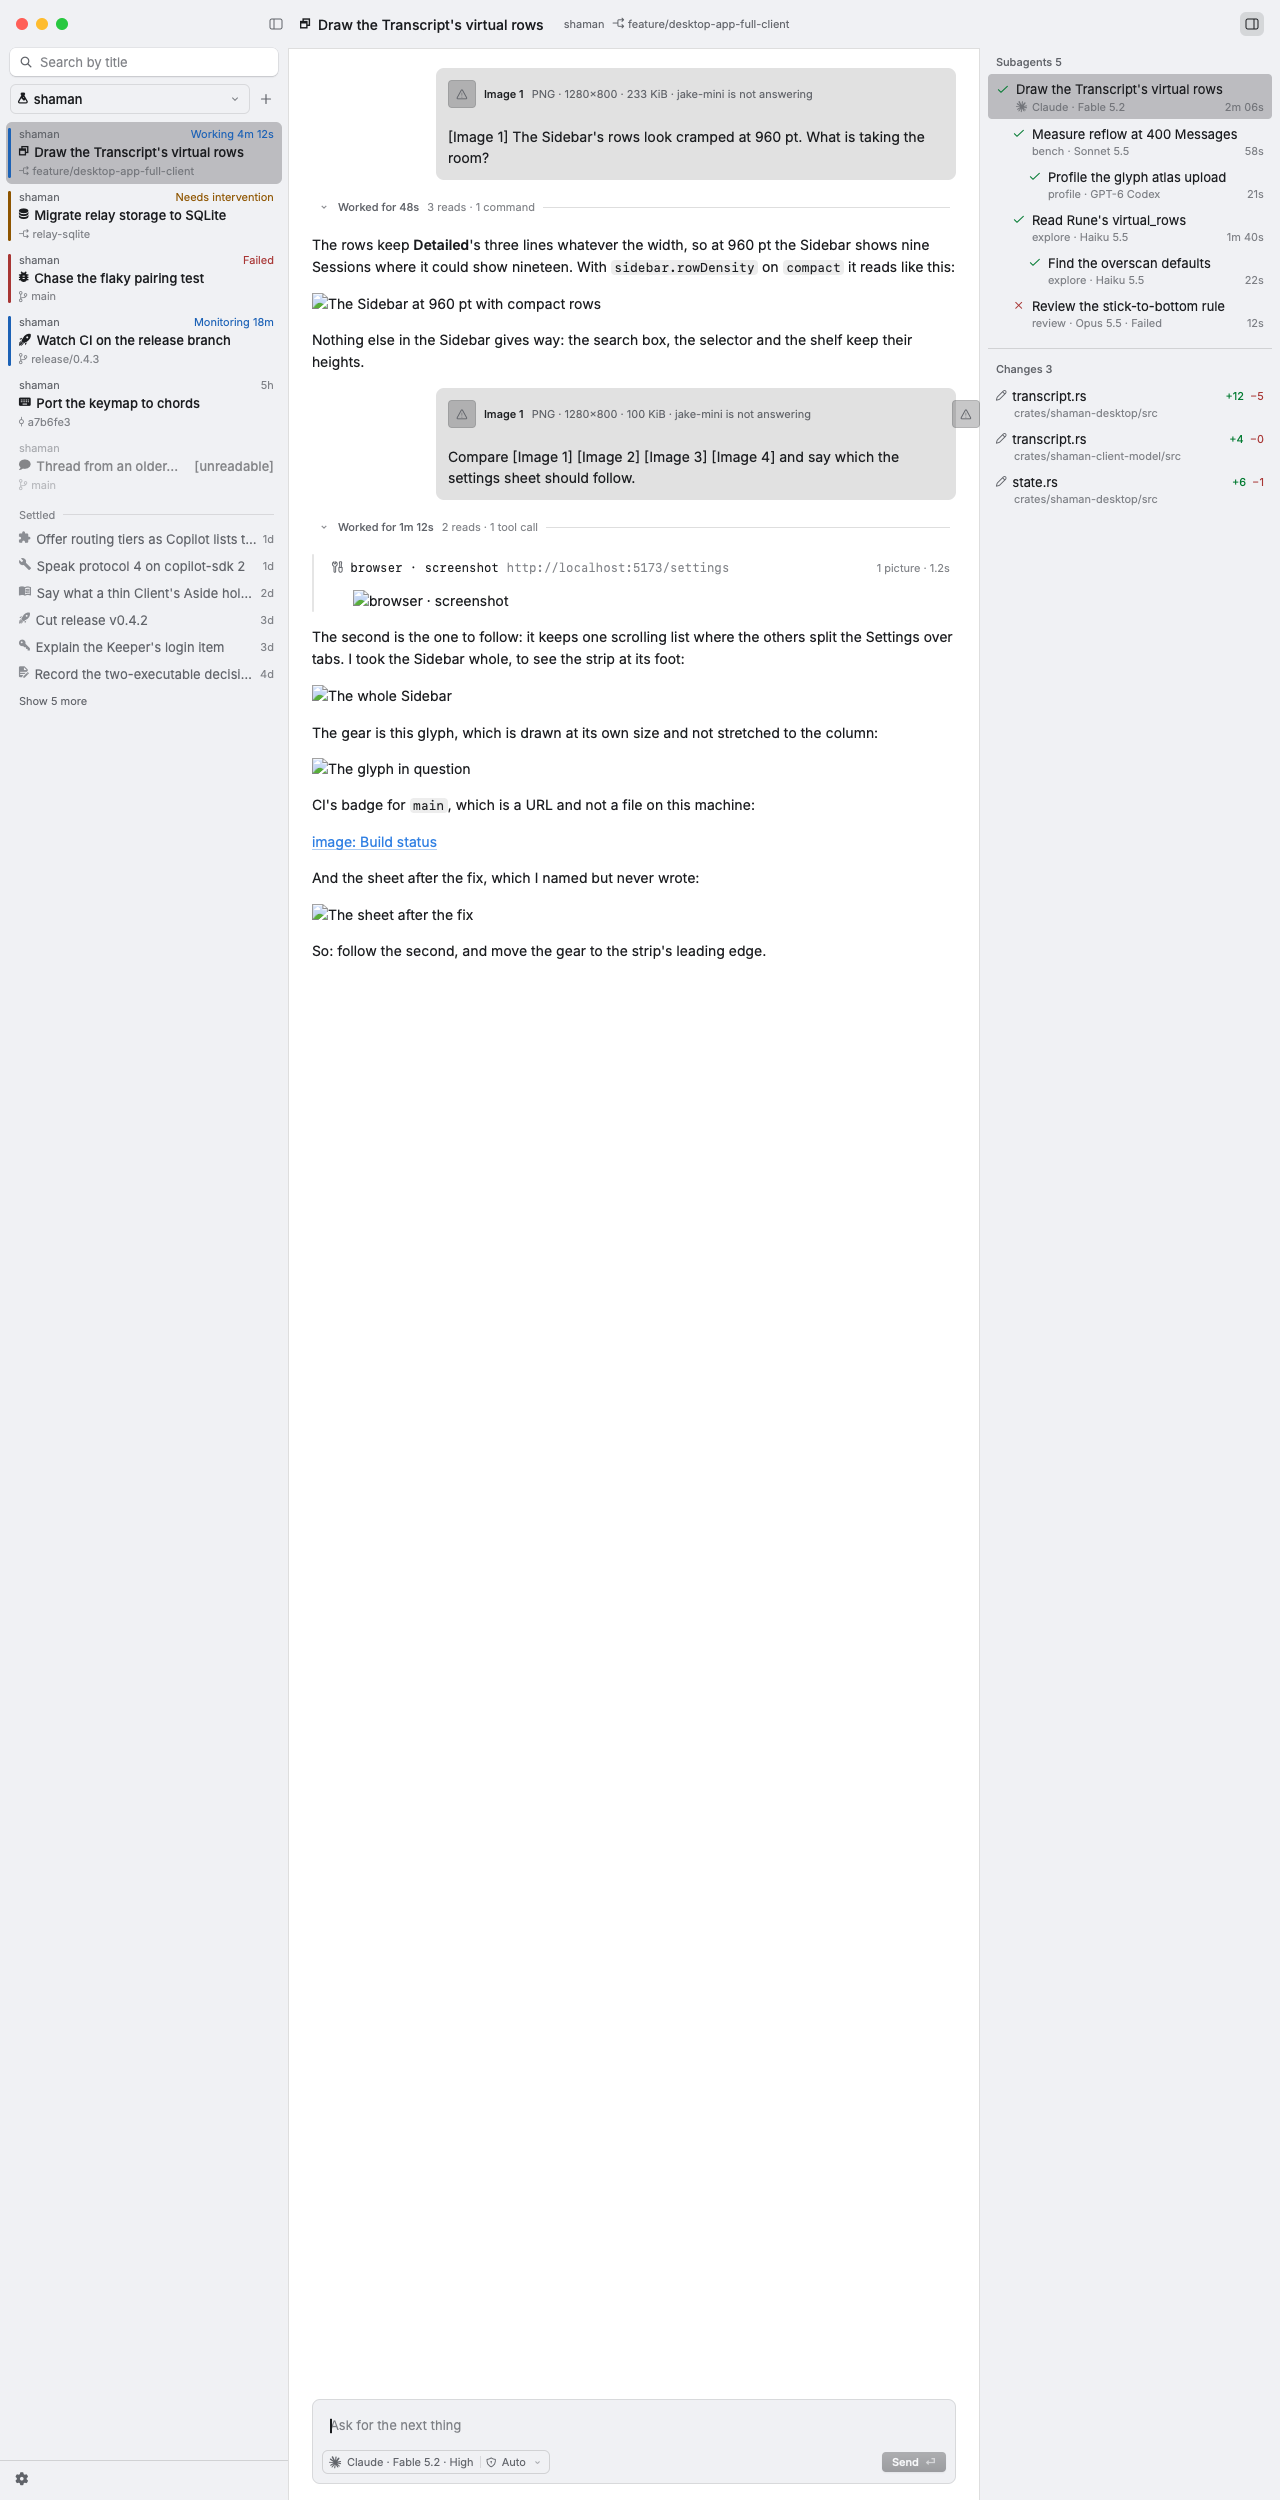 Draw the Transcript's virtual rows shaman feature/desktop-app-full-client
Search by title
shaman
shaman Working 4m 12s
Draw the Transcript's virtual rows
feature/desktop-app-full-client
shaman Needs intervention
Migrate relay storage to SQLite
relay-sqlite
shaman Failed
Chase the flaky pairing test
main
shaman Monitoring 18m
Watch CI on the release branch
release/0.4.3
shaman 5h
Port the keymap to chords
a7b6fe3
shaman
Thread from an older... [unreadable]
main
Settled
Offer routing tiers as Copilot lists t... 1d
Speak protocol 4 on copilot-sdk 2 1d
Say what a thin Client's Aside hol... 2d
Cut release v0.4.2 3d
Explain the Keeper's login item 3d
Record the two-executable decisi... 4d
Show 5 more
Image 1 PNG · 1280×800 · 233 KiB · jake-mini is not answering
[Image 1] The Sidebar's rows look cramped at 960 pt. What is taking the
room?
Worked for 48s 3 reads · 1 command
The rows keep Detailed's three lines whatever the width, so at 960 pt the Sidebar shows nine
Sessions where it could show nineteen. With sidebar.rowDensity on compact it reads like this:
The Sidebar at 960 pt with compact rows
Nothing else in the Sidebar gives way: the search box, the selector and the shelf keep their
heights.
Image 1 PNG · 1280×800 · 100 KiB · jake-mini is not answering
Compare [Image 1] [Image 2] [Image 3] [Image 4] and say which the
settings sheet should follow.
Worked for 1m 12s 2 reads · 1 tool call
browser · screenshot http://localhost:5173/settings 1 picture · 1.2s
browser · screenshot
The second is the one to follow: it keeps one scrolling list where the others split the Settings over
tabs. I took the Sidebar whole, to see the strip at its foot:
The whole Sidebar
The gear is this glyph, which is drawn at its own size and not stretched to the column:
The glyph in question
CI's badge for main, which is a URL and not a file on this machine:
image: Build status
And the sheet after the fix, which I named but never wrote:
The sheet after the fix
So: follow the second, and move the gear to the strip's leading edge.
Ask for the next thing
Claude · Fable 5.2 · High Auto Send
Subagents 5
Draw the Transcript's virtual rows
Claude · Fable 5.2 2m 06s
Measure reflow at 400 Messages
bench · Sonnet 5.5 58s
Profile the glyph atlas upload
profile · GPT-6 Codex 21s
Read Rune's virtual_rows
explore · Haiku 5.5 1m 40s
Find the overscan defaults
explore · Haiku 5.5 22s
Review the stick-to-bottom rule
review · Opus 5.5 · Failed 12s
Changes 3
transcript.rs +12 −5
crates/shaman-desktop/src
transcript.rs +4 −0
crates/shaman-client-model/src
state.rs +6 −1
crates/shaman-desktop/src